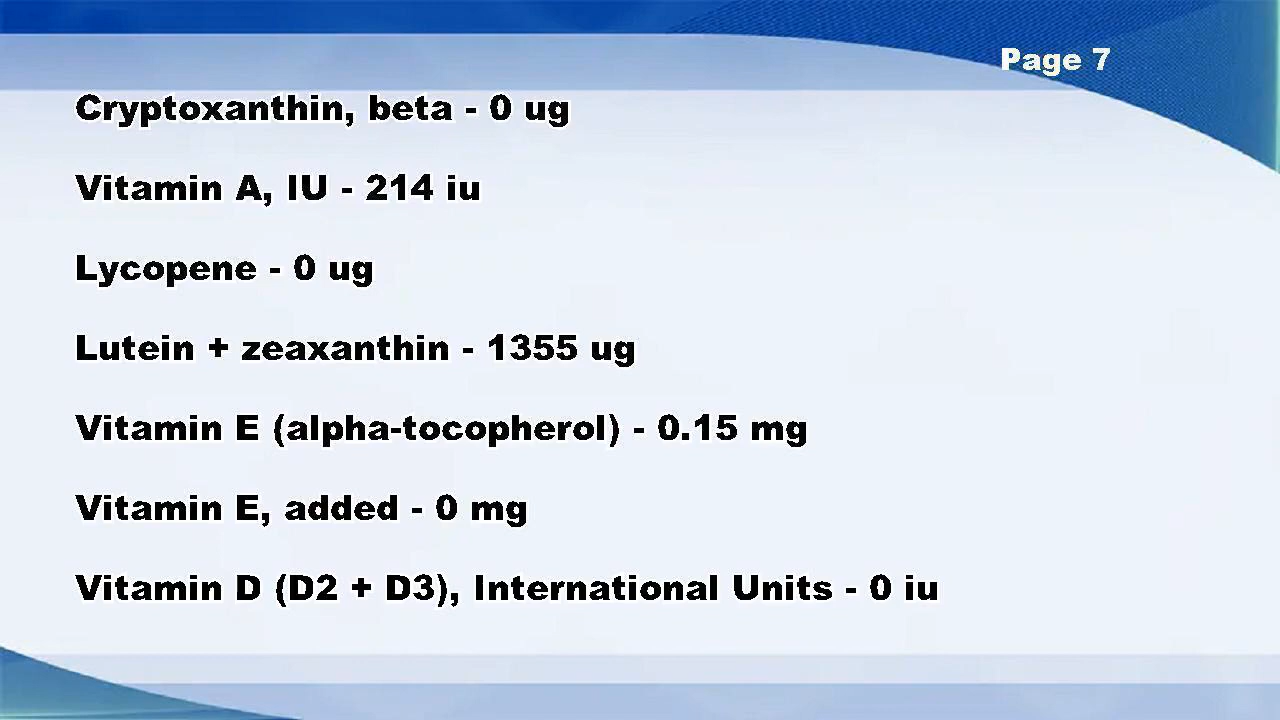 Page 7
Cryptoxanthin, beta - 0 ug
Vitamin A, IU - 214 iu
Lycopene - 0 ug
Lutein + zeaxanthin - 1355 ug
Vitamin E (alpha-tocopherol) - 0.15 mg
Vitamin E, added - 0 mg
Vitamin D (D2 + D3), International Units - 0 iu